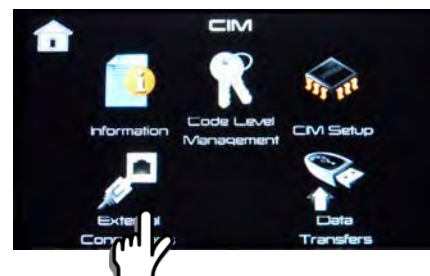 CIM
Information
Code Level
Management
CIM Setup
Data
Transfers